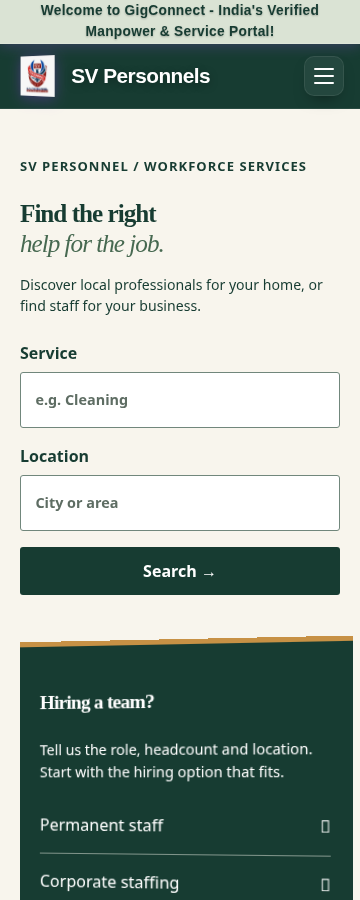 Welcome to GigConnect - India's Verified
Manpower & Service Portal!
SV Personnels
SV PERSONNEL / WORKFORCE SERVICES
Find the right
help for the job.
Discover local professionals for your home, or
find staff for your business.
Service
e.g. Cleaning
Location
City or area
Search →
Hiring a team?
Tell us the role, headcount and location.
Start with the hiring option that fits.
Permanent staff
Corporate staffing